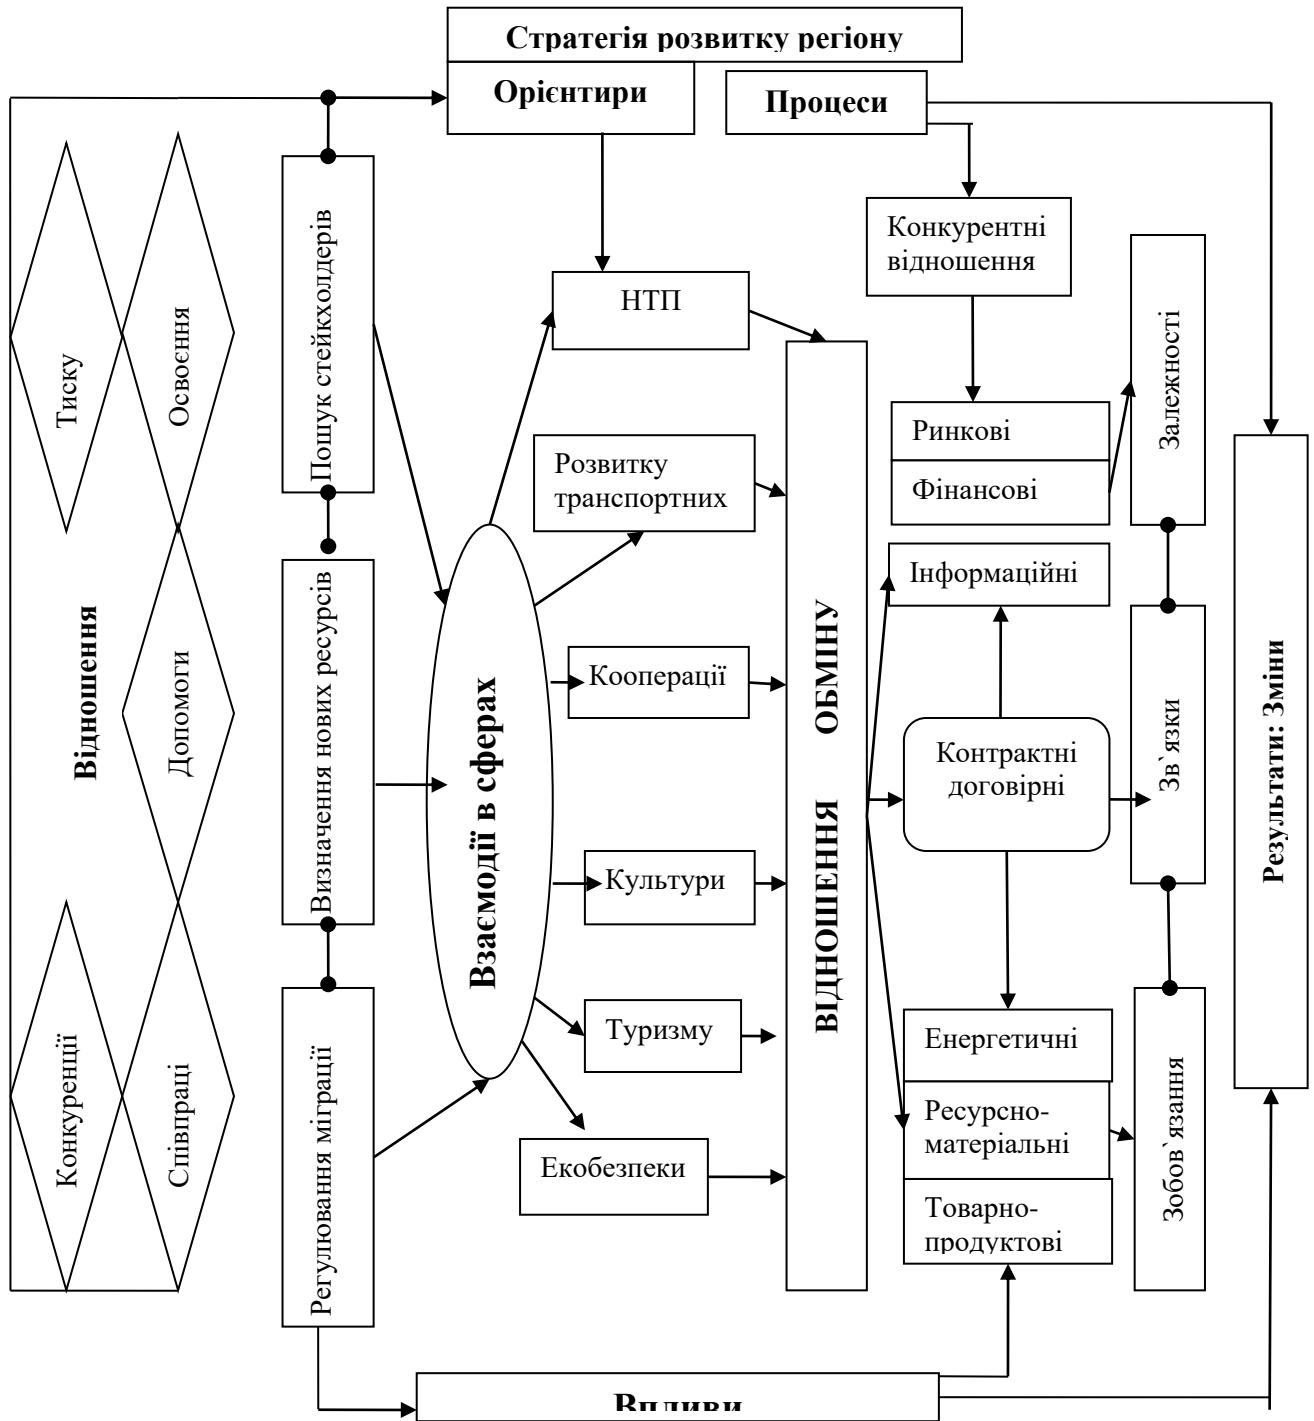 Стратегія розвитку регіону
Орієнтири
Процеси
Відношення
Тиску
Освоєння
Допомоги
Конкуренції
Співпраці
Пошук стейкхолдерів
Визначення нових ресурсів
Регулювання міграції
Взаємодії в сферах
НТП
Розвитку
транспортних
Кооперації
Культури
Туризму
Екобезпеки
ВІДНОШЕННЯ ОБМІНУ
Конкурентні
відношення
Ринкові
Фінансові
Інформаційні
Контрактні
договірні
Енергетичні
Ресурсно-
матеріальні
Товарно-
продуктові
Залежності
Зв`язки
Зобов`язання
Результати: Зміни
Впливи